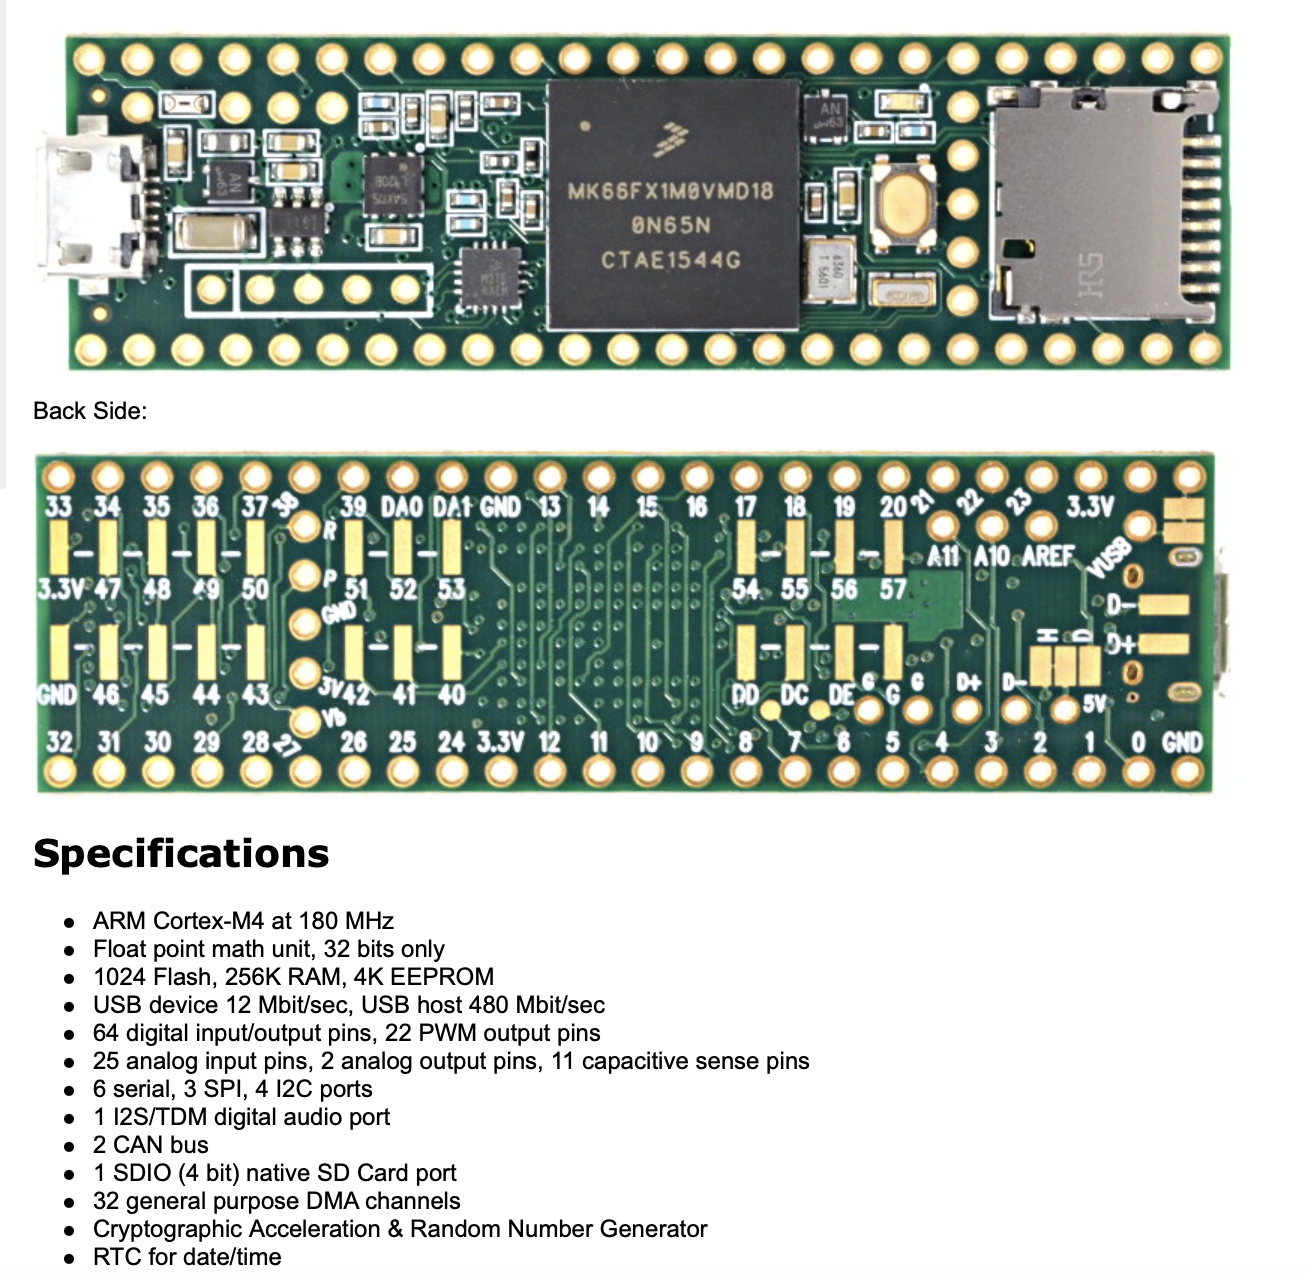 AN
AN
MK66FX1M0VMD18
0N65N
CTAE1544G
HRS
Back Side:
33 34 35 36 37 38 39 DA0 DA1 GND 13 14 15 16 17 18 19 20 21 22 23 3.3V
R A11 A10 AREF VUSB
3.3V 47 48 49 50 P 51 52 53 54 55 56 57
GND D-
H D D+
GND 46 45 44 43 3V 42 41 40 DD DC DE G G G D+ D- 5V
Vb
32 31 30 29 28 27 26 25 24 3.3V 12 11 10 9 8 7 6 5 4 3 2 1 0 GND
Specifications
● ARM Cortex-M4 at 180 MHz
● Float point math unit, 32 bits only
● 1024 Flash, 256K RAM, 4K EEPROM
● USB device 12 Mbit/sec, USB host 480 Mbit/sec
● 64 digital input/output pins, 22 PWM output pins
● 25 analog input pins, 2 analog output pins, 11 capacitive sense pins
● 6 serial, 3 SPI, 4 I2C ports
● 1 I2S/TDM digital audio port
● 2 CAN bus
● 1 SDIO (4 bit) native SD Card port
● 32 general purpose DMA channels
● Cryptographic Acceleration & Random Number Generator
● RTC for date/time